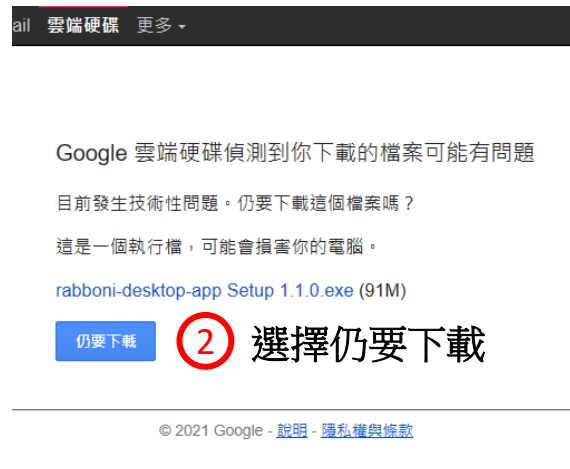 ail 雲端硬碟 更多
Google 雲端硬碟偵測到你下載的檔案可能有問題
目前發生技術性問題。仍要下載這個檔案嗎？
這是一個執行檔，可能會損害你的電腦。
rabboni-desktop-app Setup 1.1.0.exe (91M)
仍要下載 2 選擇仍要下載
© 2021 Google - 說明 - 隱私權與條款